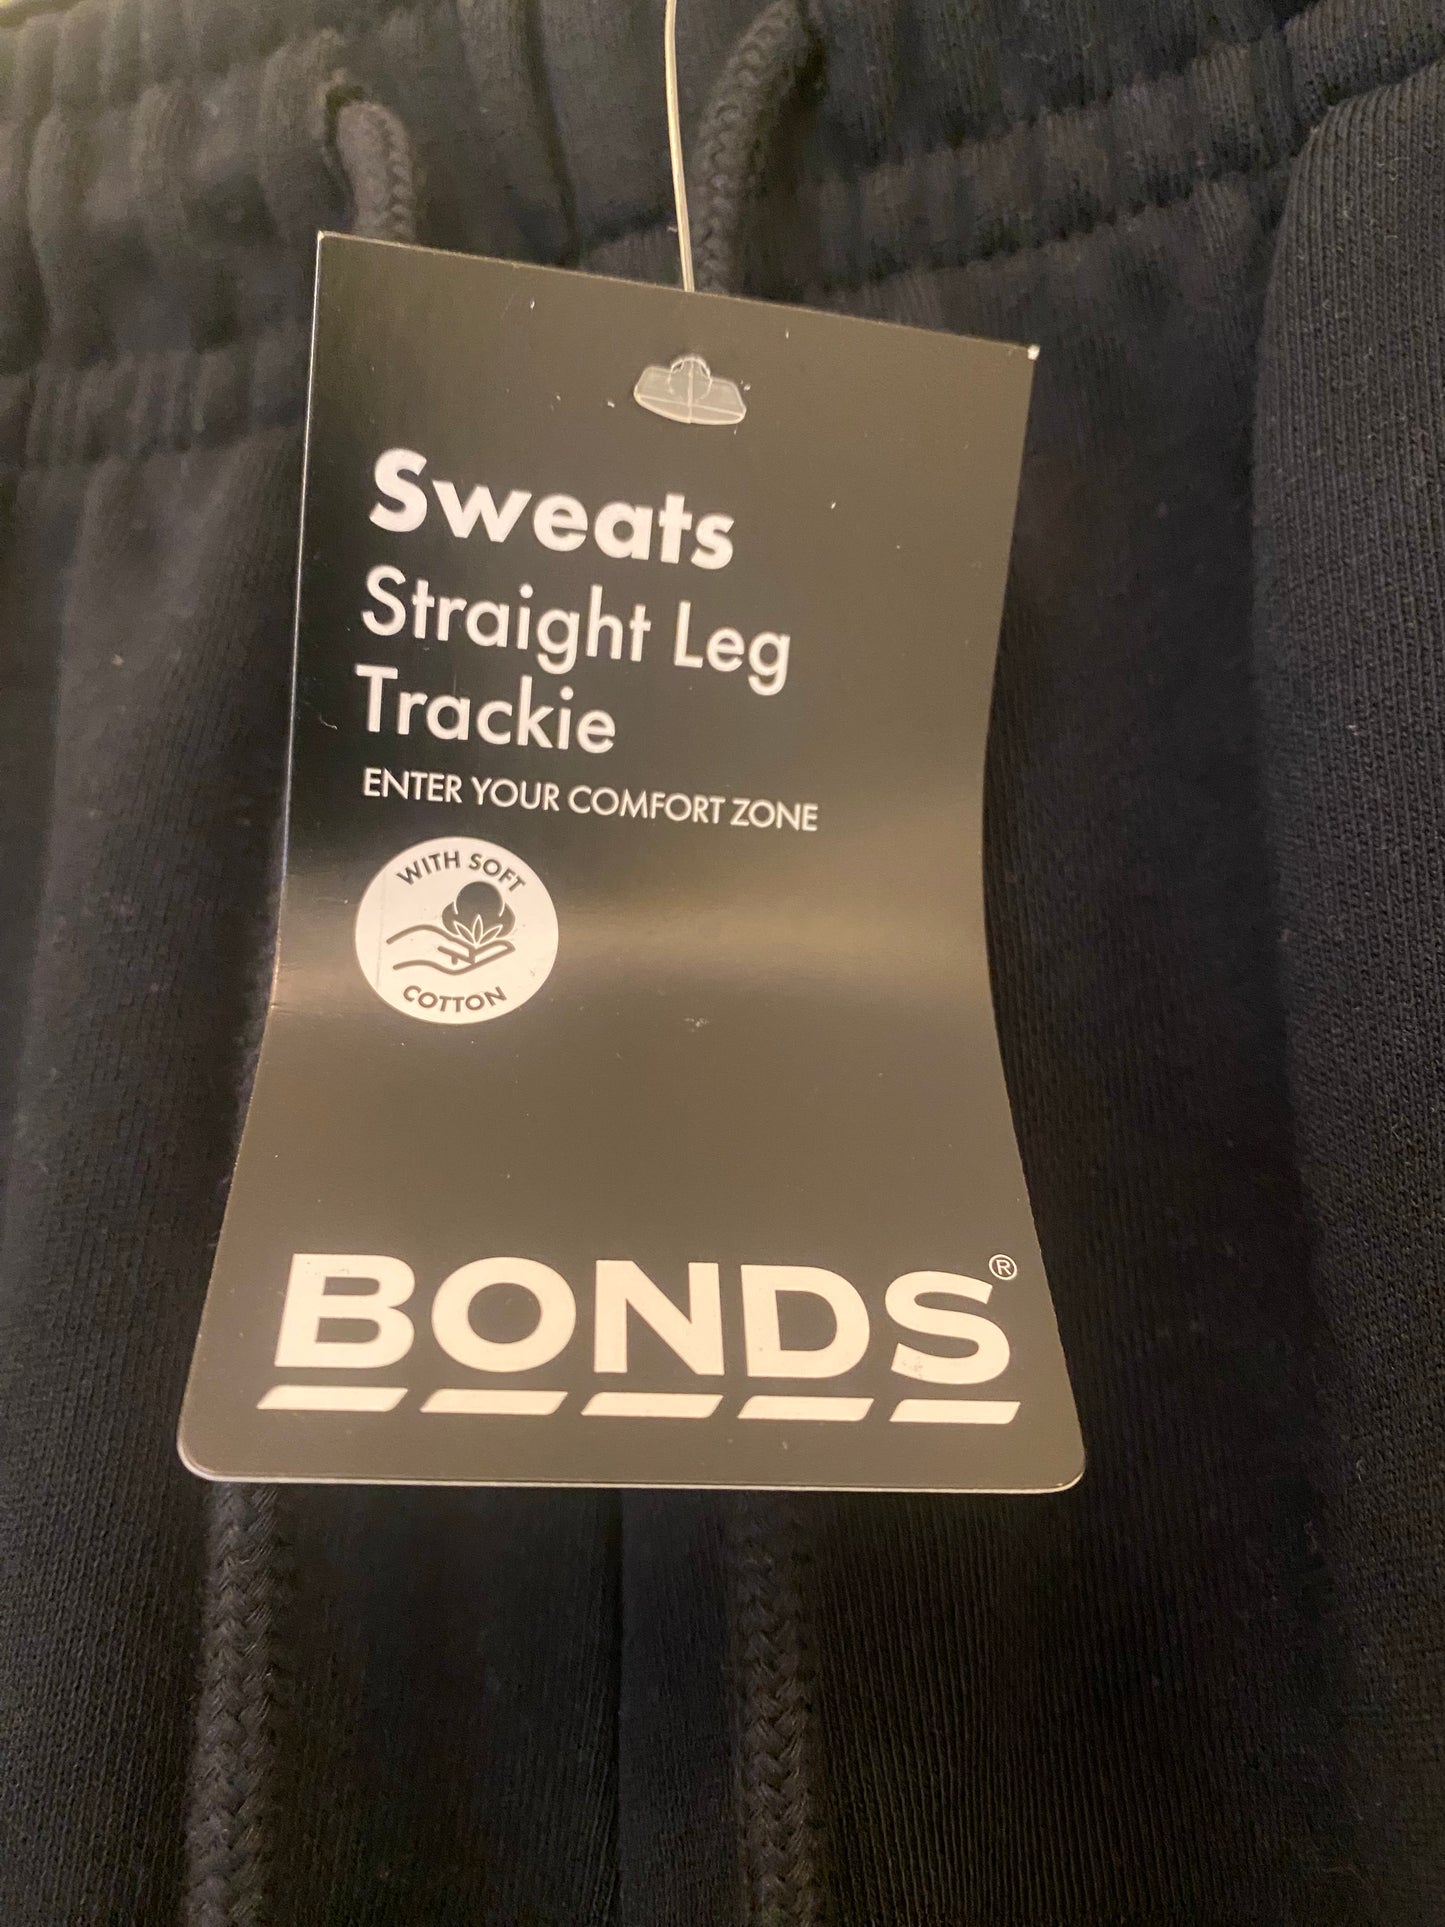 Sweats
Straight Leg
Trackie
ENTER YOUR COMFORT ZONE
WITH SOFT
COTTON
BONDS®